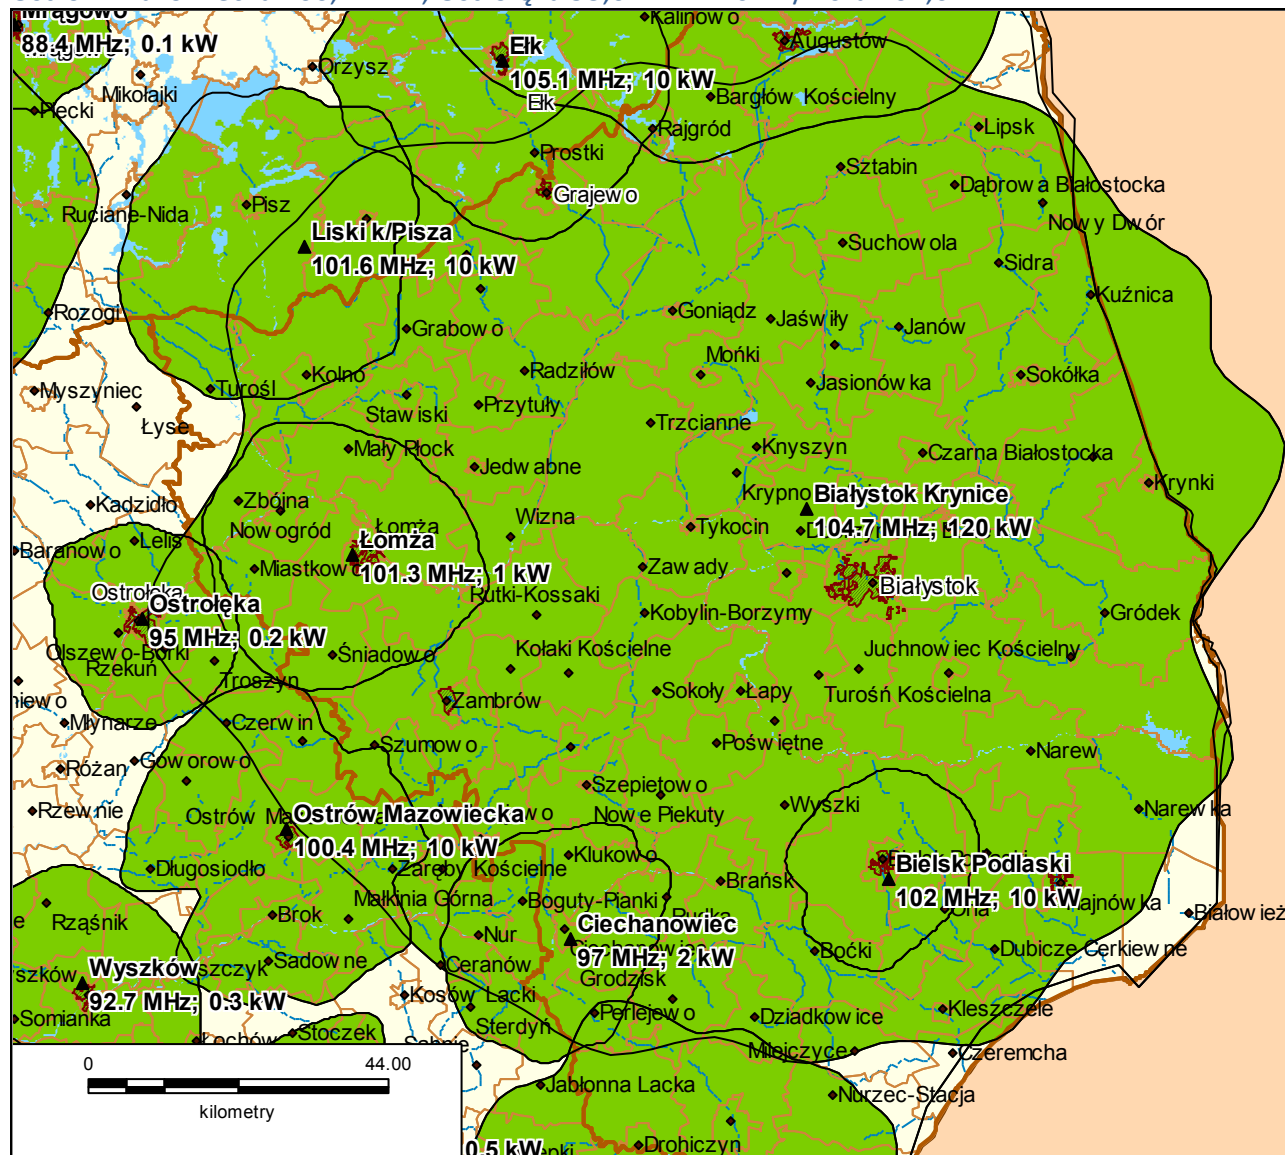 Mrągowo
88.4 MHz; 0.1 kW
Ełk
105.1 MHz; 10 kW
Ełk
Kalinowo
Augustów
Orzysz
Mikołajki
Piecki
Bargłów Kościelny
Rajgród
Lipsk
Prostki
Sztabin
Grajewo
Dąbrowa Białostocka
Ruciane-Nida
Pisz
Nowy Dwór
Liski k/Pisza
101.6 MHz; 10 kW
Suchowola
Sidra
Kuźnica
Rozogi
Grabowo
Goniądz
Jaświły
Janów
Mońki
Myszyniec
Turośl
Kolno
Radziłów
Jasionówka
Sokółka
Stawiski
Przytuły
Łyse
Trzcianne
Mały Płock
Knyszyn
Czarna Białostocka
Jedwabne
Krynki
Kadzidło
Zbójna
Krypno
Białystok Krynice
104.7 MHz; 120 kW
Nowogród
Łomża
Wizna
Tykocin
Baranowo
Lelis
Łomża
101.3 MHz; 1 kW
Miastkowo
Zawady
Białystok
Ostrołęka
Ostrołęka
95 MHz; 0.2 kW
Rutki-Kossaki
Kobylin-Borzymy
Gródek
Olszewo-Borki
Rzekuń
Troszyn
Śniadowo
Kołaki Kościelne
Juchnowiec Kościelny
Zambrów
Sokoły
Łapy
Turośń Kościelna
Młynarze
Czerwin
Szumowo
Poświętne
Narew
Różan
Goworowo
Szepietowo
Rzewnie
Nowe Piekuty
Wyszki
Narewka
Ostrów Mazowiecka
100.4 MHz; 10 kW
Klukowo
Długosiodło
Zaręby Kościelne
Bielsk Podlaski
102 MHz; 10 kW
Brańsk
Małkinia Górna
Boguty-Pianki
Rudka
Orla
Hajnówka
Rząśnik
Brok
Ciechanowiec
97 MHz; 2 kW
Nur
Boćki
Dubicze Cerkiewne
Wyszków
92.7 MHz; 0.3 kW
Sadowne
Ceranów
Grodzisk
Kosów Lacki
Somianka
Sterdyń
Perlejewo
Dziadkowice
Kleszczele
Łochów
Stoczek
Milejczyce
Czeremcha
0
44.00
kilometry
Jabłonna Lacka
Nurzec-Stacja
0.5 kW
Drohiczyn